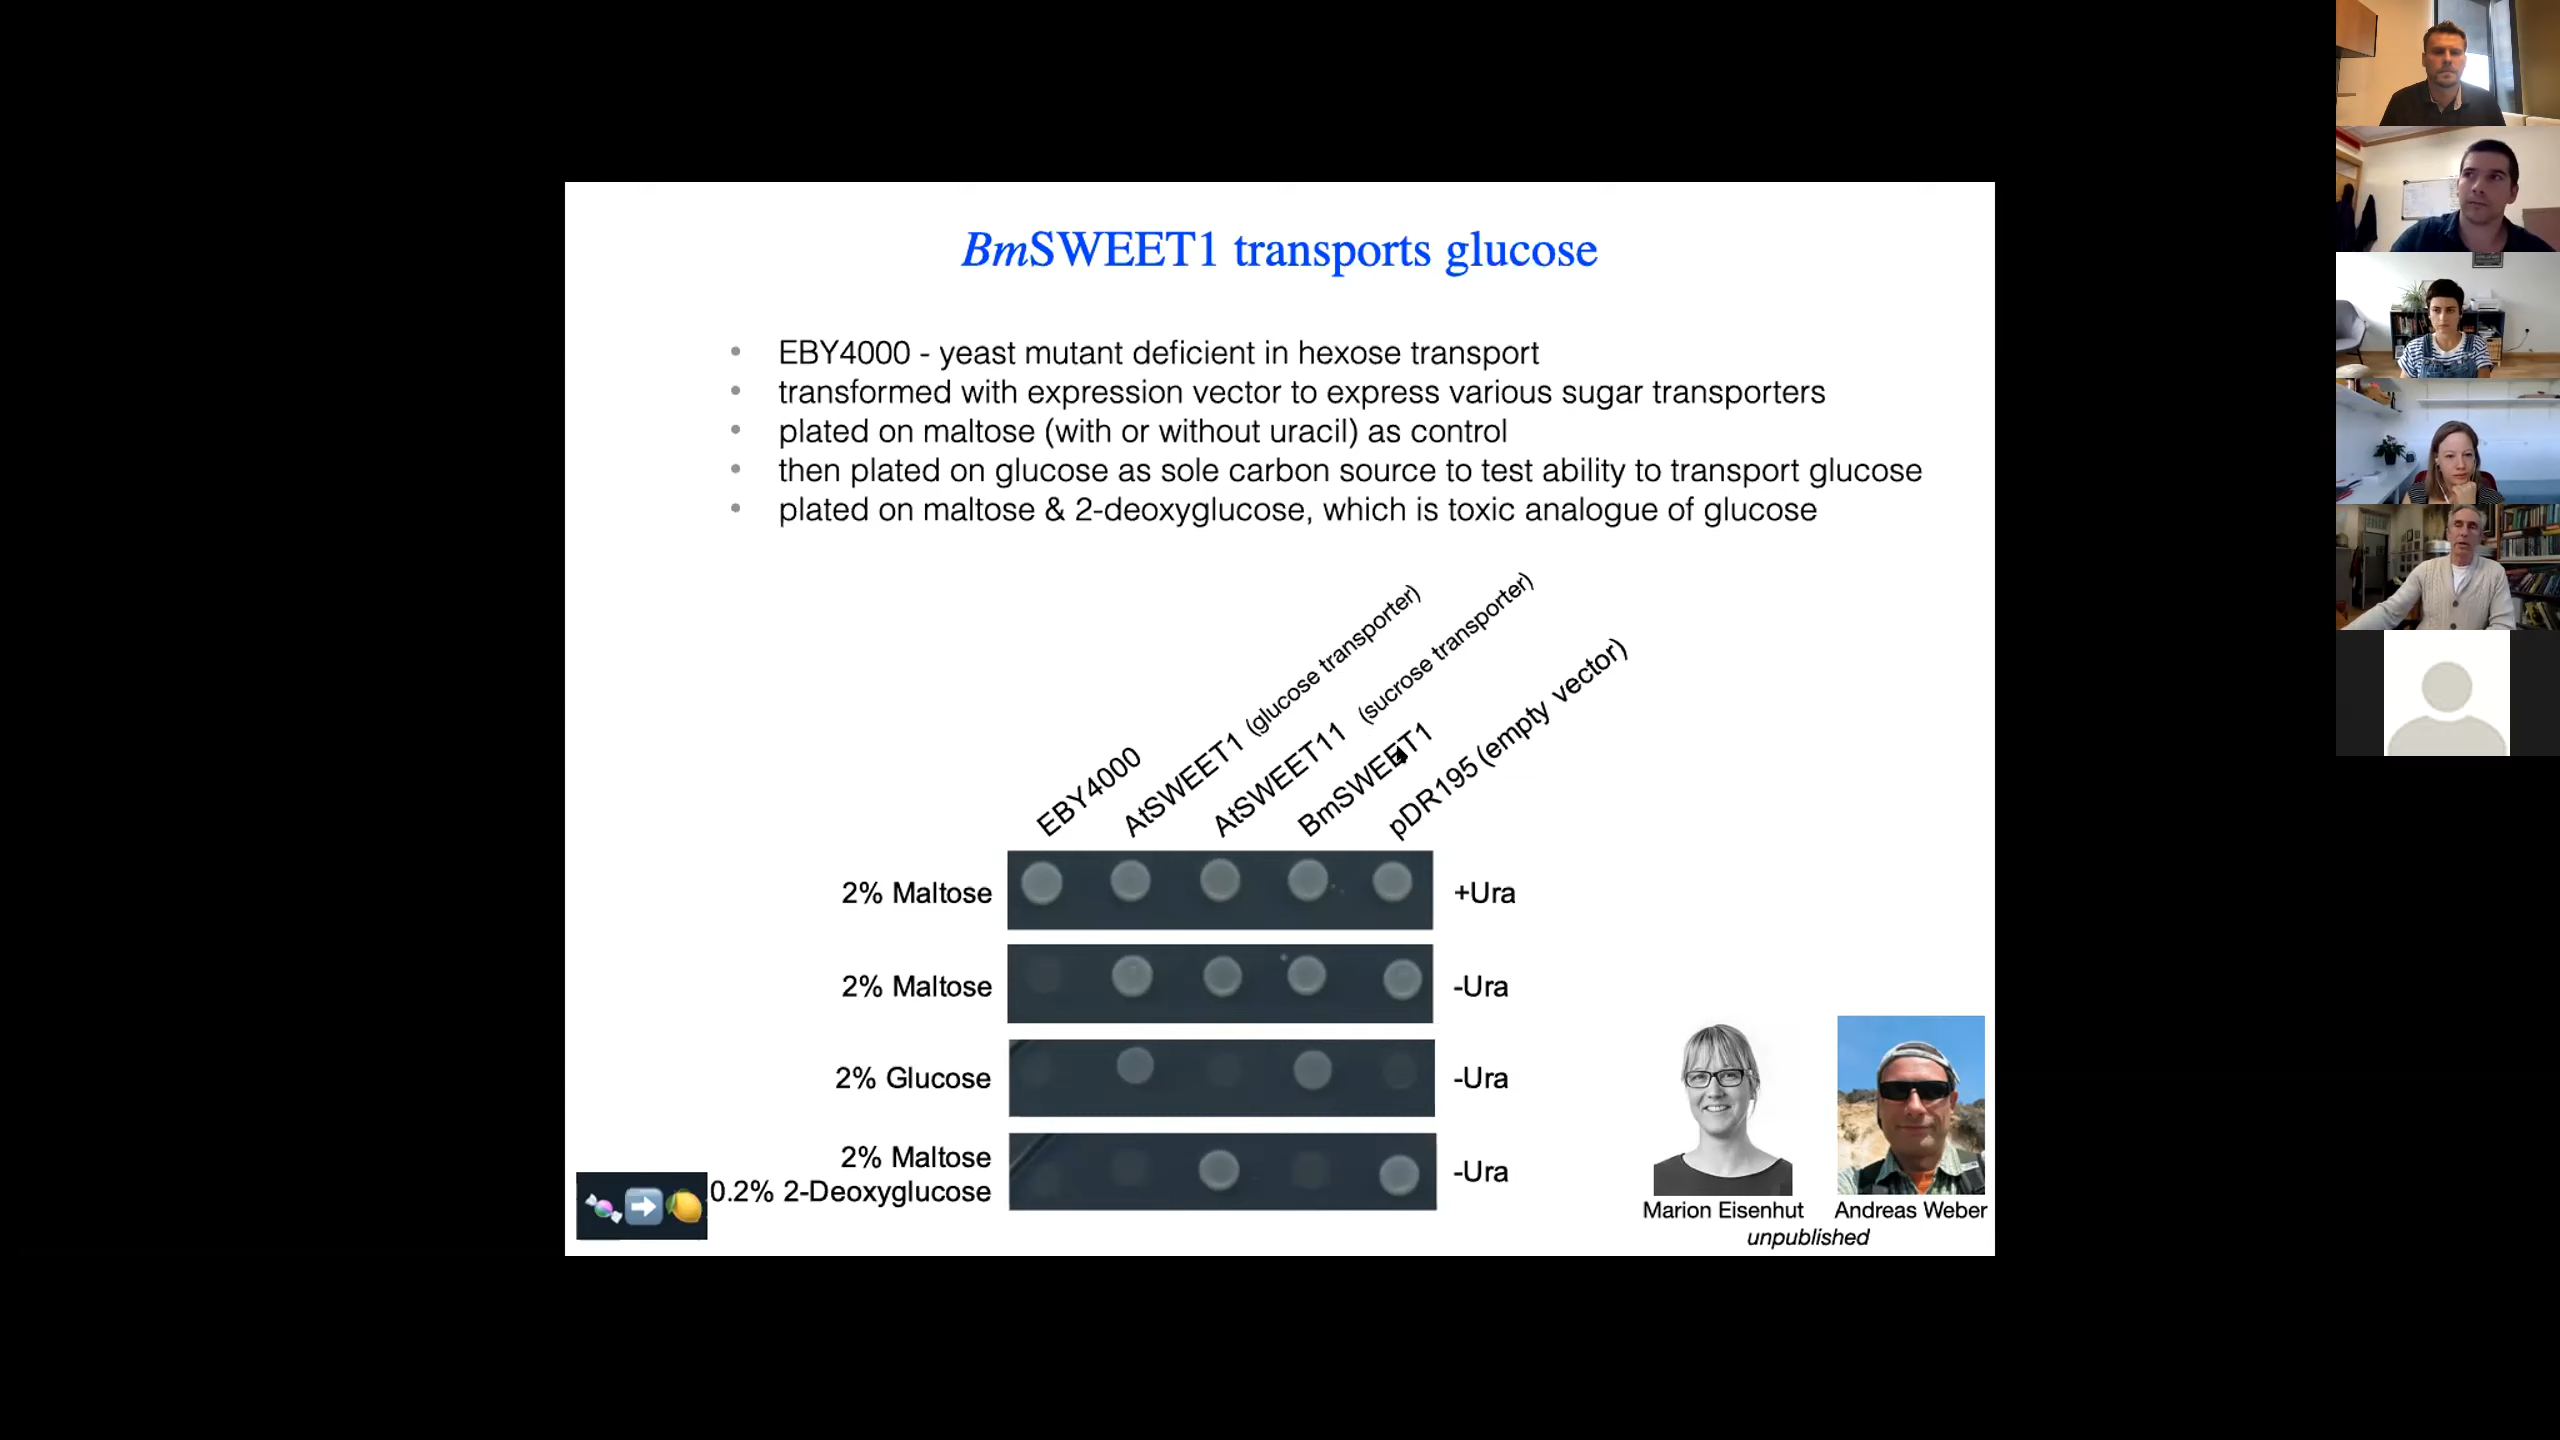 BmSWEET1 transports glucose
• EBY4000 - yeast mutant deficient in hexose transport
• transformed with expression vector to express various sugar transporters
• plated on maltose (with or without uracil) as control
• then plated on glucose as sole carbon source to test ability to transport glucose
• plated on maltose & 2-deoxyglucose, which is toxic analogue of glucose
EBY4000
AtSWEET1 (glucose transporter)
AtSWEET11 (sucrose transporter)
BmSWEET1
pDR195 (empty vector)
2% Maltose +Ura
2% Maltose -Ura
2% Glucose -Ura
2% Maltose
0.2% 2-Deoxyglucose -Ura
Marion Eisenhut Andreas Weber
unpublished